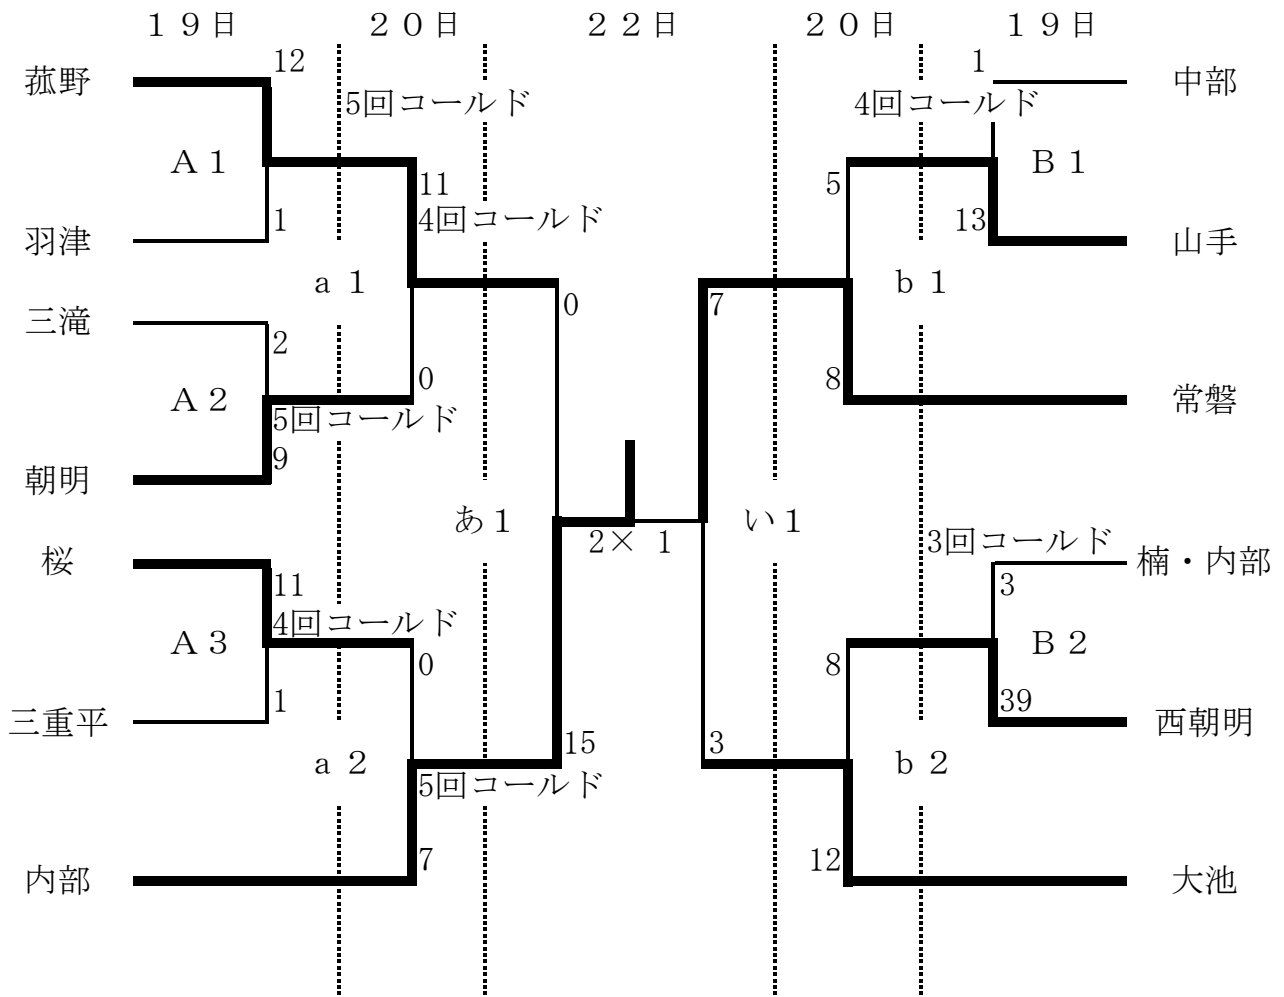 １９日 ２０日 ２２日 ２０日 １９日
菰野 12 1 中部
5回コールド 4回コールド
Ａ１ Ｂ１
11 5
羽津 1 4回コールド 13 山手
ａ１ ｂ１
0 7
三滝 2
0 8
Ａ２ 常磐
5回コールド
朝明 9
あ１ い１
2× 1
桜 3回コールド 楠・内部
11 3
4回コールド
Ａ３ Ｂ２
0 8
1 39
三重平 西朝明
15 3
ａ２ ｂ２
5回コールド
7 12
内部 大池